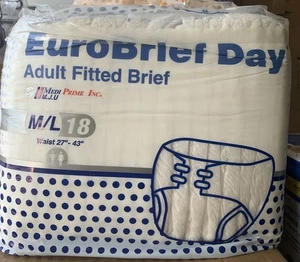 EuroBrief Day
Adult Fitted Brief
Medi Prime Inc.
M.J.U
M/L 18
Waist 27"- 43"